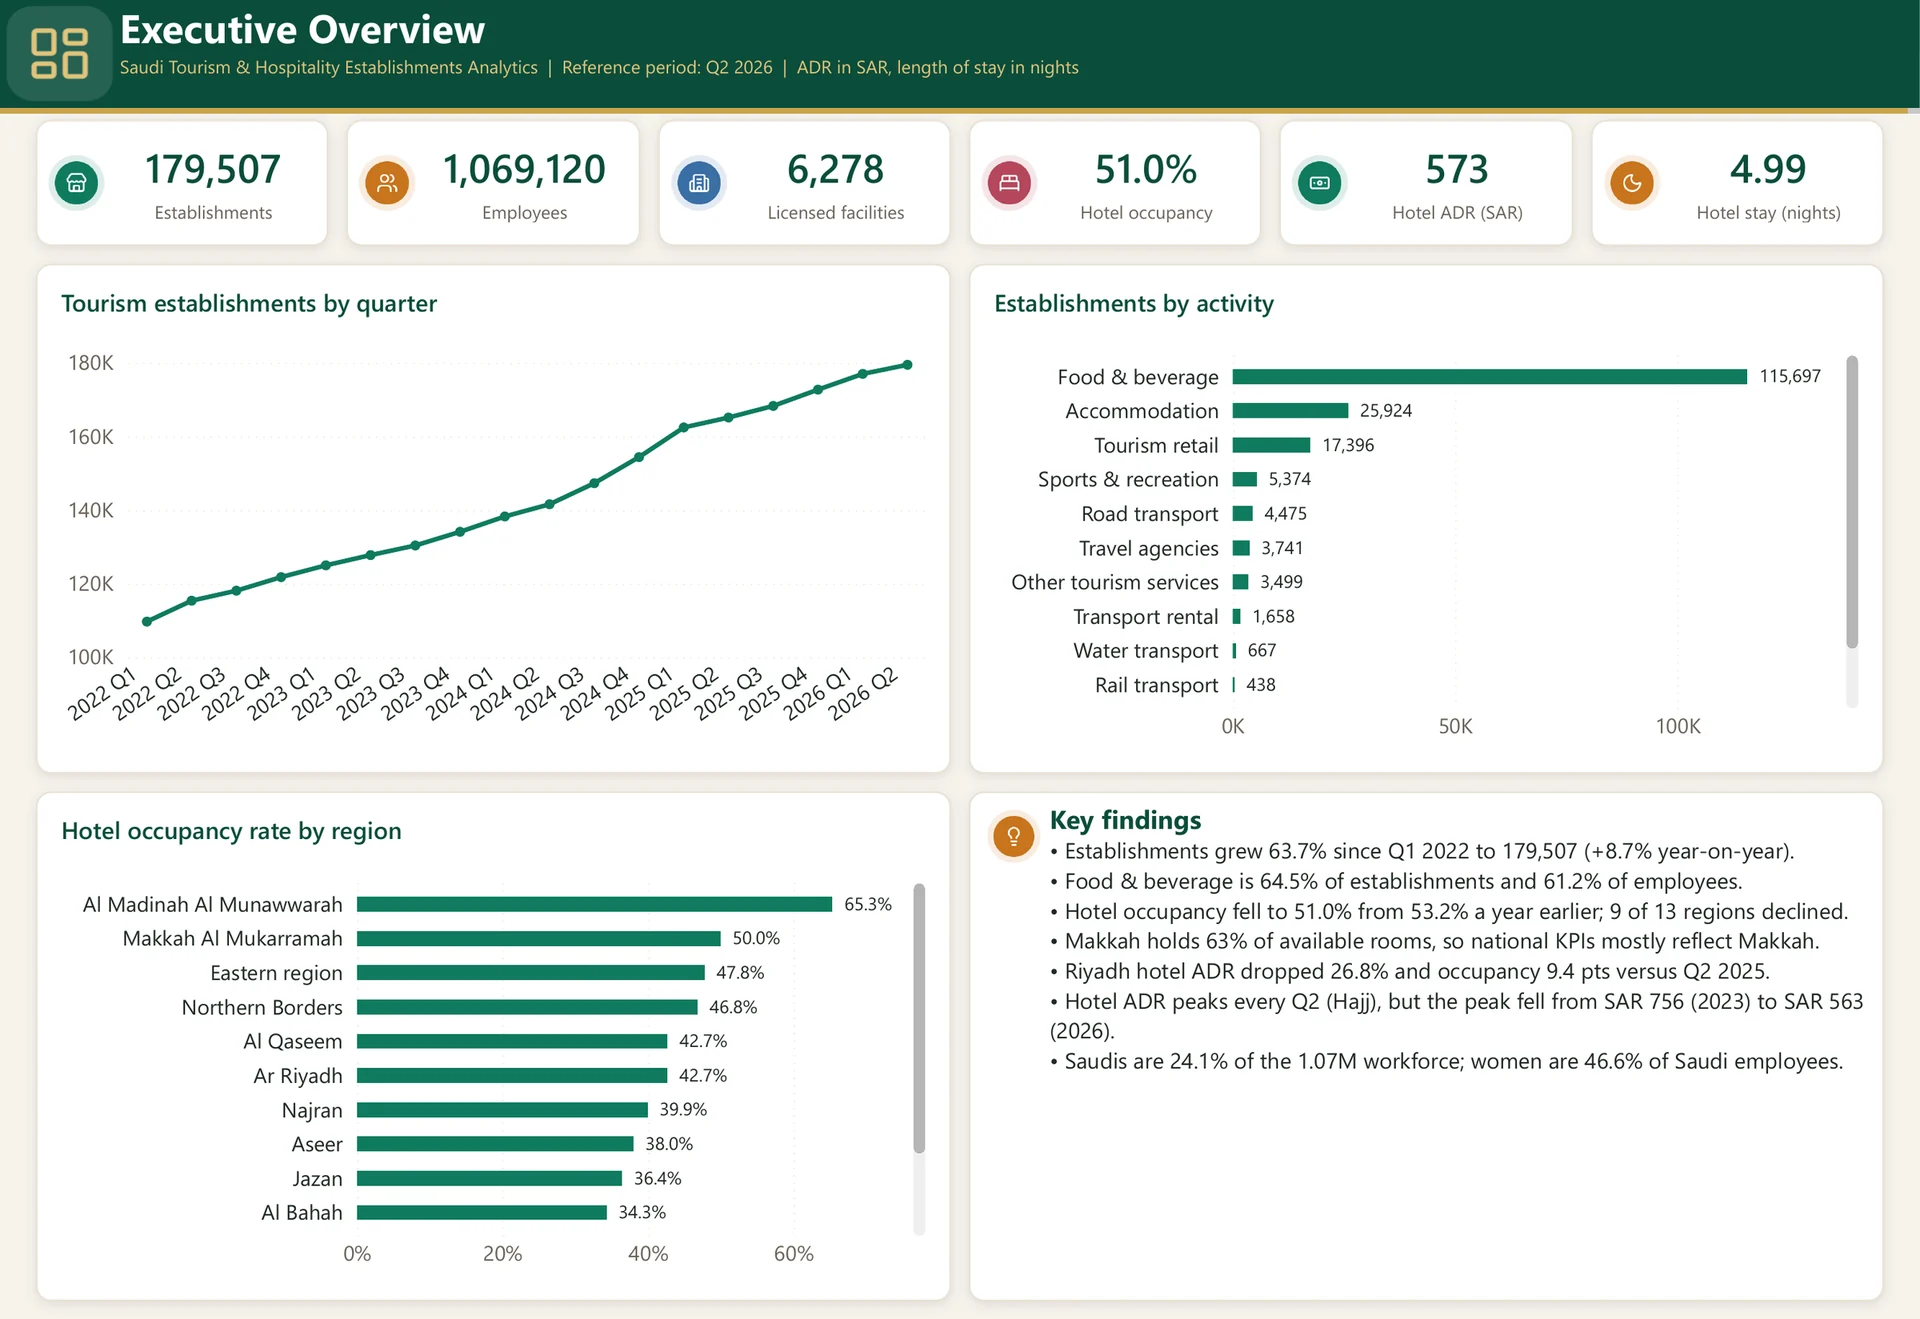 Executive Overview
Saudi Tourism & Hospitality Establishments Analytics | Reference period: Q2 2026 | ADR in SAR, length of stay in nights
179,507
Establishments
1,069,120
Employees
6,278
Licensed facilities
51.0%
Hotel occupancy
573
Hotel ADR (SAR)
4.99
Hotel stay (nights)
Tourism establishments by quarter
180K
160K
140K
120K
100K
2022 Q1
2022 Q2
2022 Q3
2022 Q4
2023 Q1
2023 Q2
2023 Q3
2023 Q4
2024 Q1
2024 Q2
2024 Q3
2024 Q4
2025 Q1
2025 Q2
2025 Q3
2025 Q4
2026 Q1
2026 Q2
Establishments by activity
Food & beverage 115,697
Accommodation 25,924
Tourism retail 17,396
Sports & recreation 5,374
Road transport 4,475
Travel agencies 3,741
Other tourism services 3,499
Transport rental 1,658
Water transport 667
Rail transport 438
0K 50K 100K
Hotel occupancy rate by region
Al Madinah Al Munawwarah 65.3%
Makkah Al Mukarramah 50.0%
Eastern region 47.8%
Northern Borders 46.8%
Al Qaseem 42.7%
Ar Riyadh 42.7%
Najran 39.9%
Aseer 38.0%
Jazan 36.4%
Al Bahah 34.3%
0% 20% 40% 60%
Key findings
• Establishments grew 63.7% since Q1 2022 to 179,507 (+8.7% year-on-year).
• Food & beverage is 64.5% of establishments and 61.2% of employees.
• Hotel occupancy fell to 51.0% from 53.2% a year earlier; 9 of 13 regions declined.
• Makkah holds 63% of available rooms, so national KPIs mostly reflect Makkah.
• Riyadh hotel ADR dropped 26.8% and occupancy 9.4 pts versus Q2 2025.
• Hotel ADR peaks every Q2 (Hajj), but the peak fell from SAR 756 (2023) to SAR 563
(2026).
• Saudis are 24.1% of the 1.07M workforce; women are 46.6% of Saudi employees.